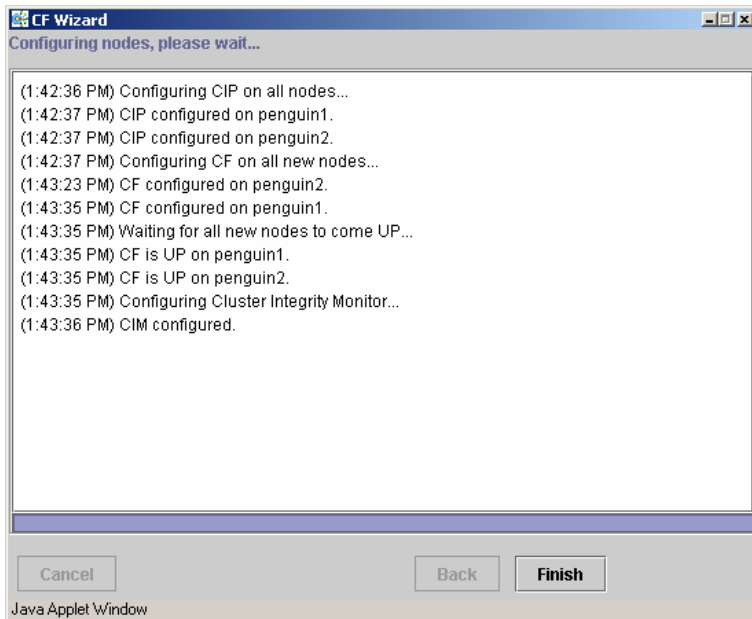 CF Wizard
Configuring nodes, please wait...
(1:42:36 PM) Configuring CIP on all nodes...
(1:42:37 PM) CIP configured on penguin1.
(1:42:37 PM) CIP configured on penguin2.
(1:42:37 PM) Configuring CF on all new nodes...
(1:43:23 PM) CF configured on penguin2.
(1:43:35 PM) CF configured on penguin1.
(1:43:35 PM) Waiting for all new nodes to come UP...
(1:43:35 PM) CF is UP on penguin1.
(1:43:35 PM) CF is UP on penguin2.
(1:43:35 PM) Configuring Cluster Integrity Monitor...
(1:43:36 PM) CIM configured.
Cancel Back Finish
Java Applet Window